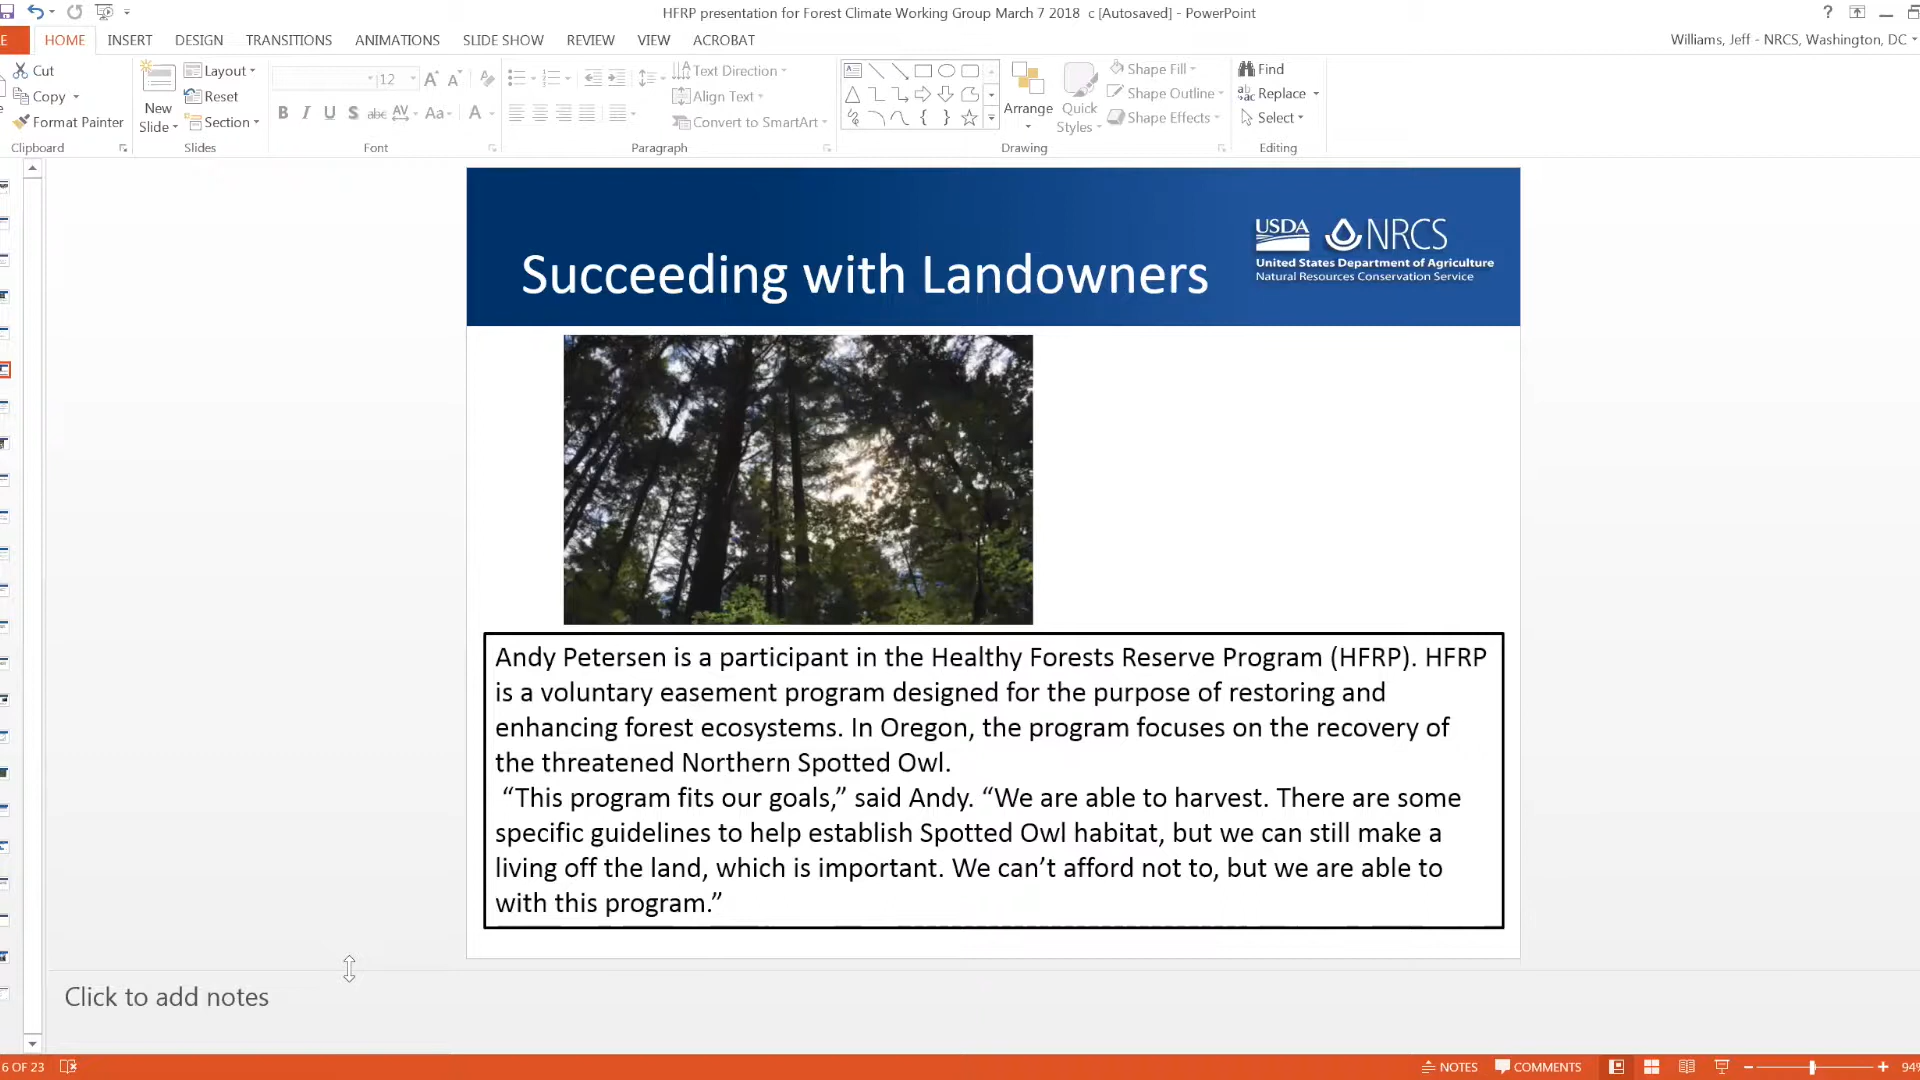 HFRP presentation for Forest Climate Working Group March 7 2018 c [Autosaved] - PowerPoint
?
HOME INSERT DESIGN TRANSITIONS ANIMATIONS SLIDE SHOW REVIEW VIEW ACROBAT
Williams, Jeff - NRCS, Washington, DC
Cut
Copy
Format Painter
Clipboard
New
Slide
Layout
Reset
Section
Slides
12
B I U S abc AV Aa A
Font
Text Direction
Align Text
Convert to SmartArt
Paragraph
Arrange
Quick
Styles
Shape Fill
Shape Outline
Shape Effects
Drawing
Find
Replace
Select
Editing
Succeeding with Landowners
USDA NRCS
United States Department of Agriculture
Natural Resources Conservation Service
Andy Petersen is a participant in the Healthy Forests Reserve Program (HFRP). HFRP
is a voluntary easement program designed for the purpose of restoring and
enhancing forest ecosystems. In Oregon, the program focuses on the recovery of
the threatened Northern Spotted Owl.
“This program fits our goals,” said Andy. “We are able to harvest. There are some
specific guidelines to help establish Spotted Owl habitat, but we can still make a
living off the land, which is important. We can’t afford not to, but we are able to
with this program.”
Click to add notes
6 OF 23
NOTES COMMENTS
94%